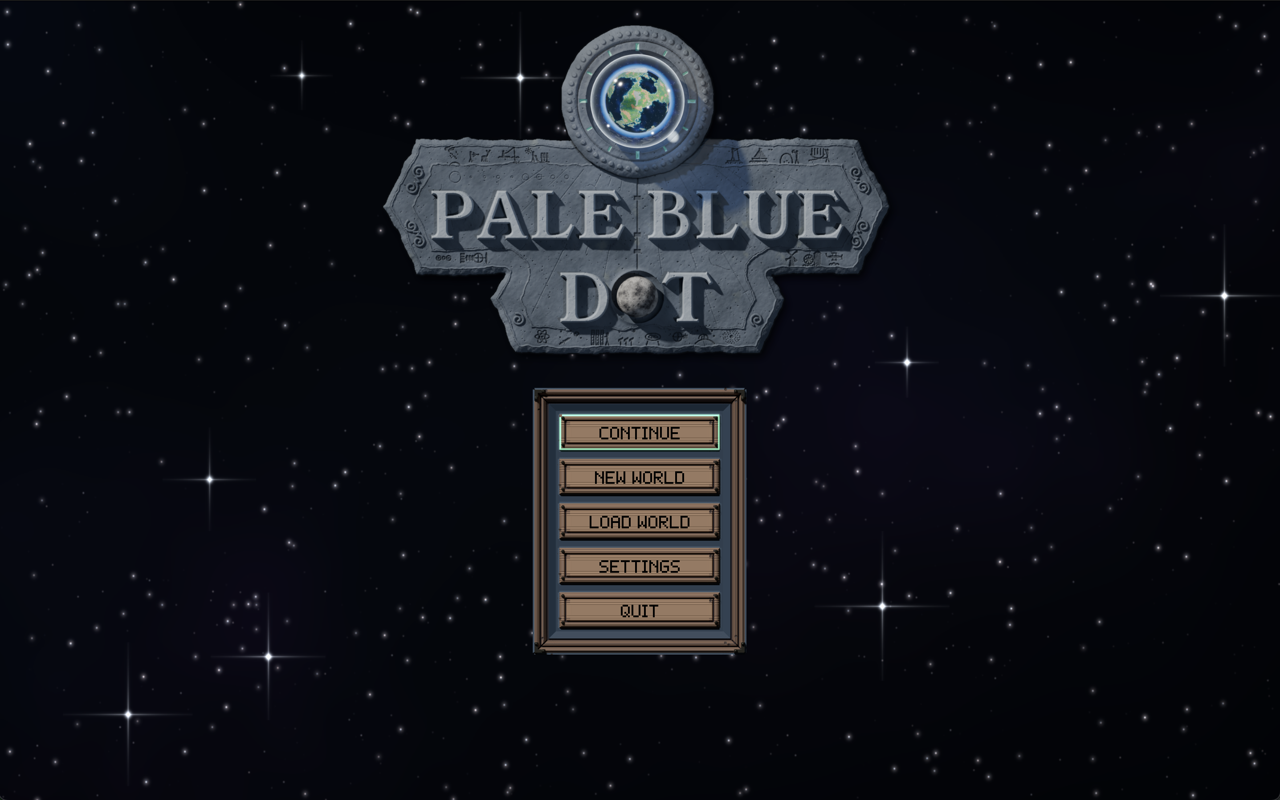 PALE BLUE
DOT
CONTINUE
NEW WORLD
LOAD WORLD
SETTINGS
QUIT